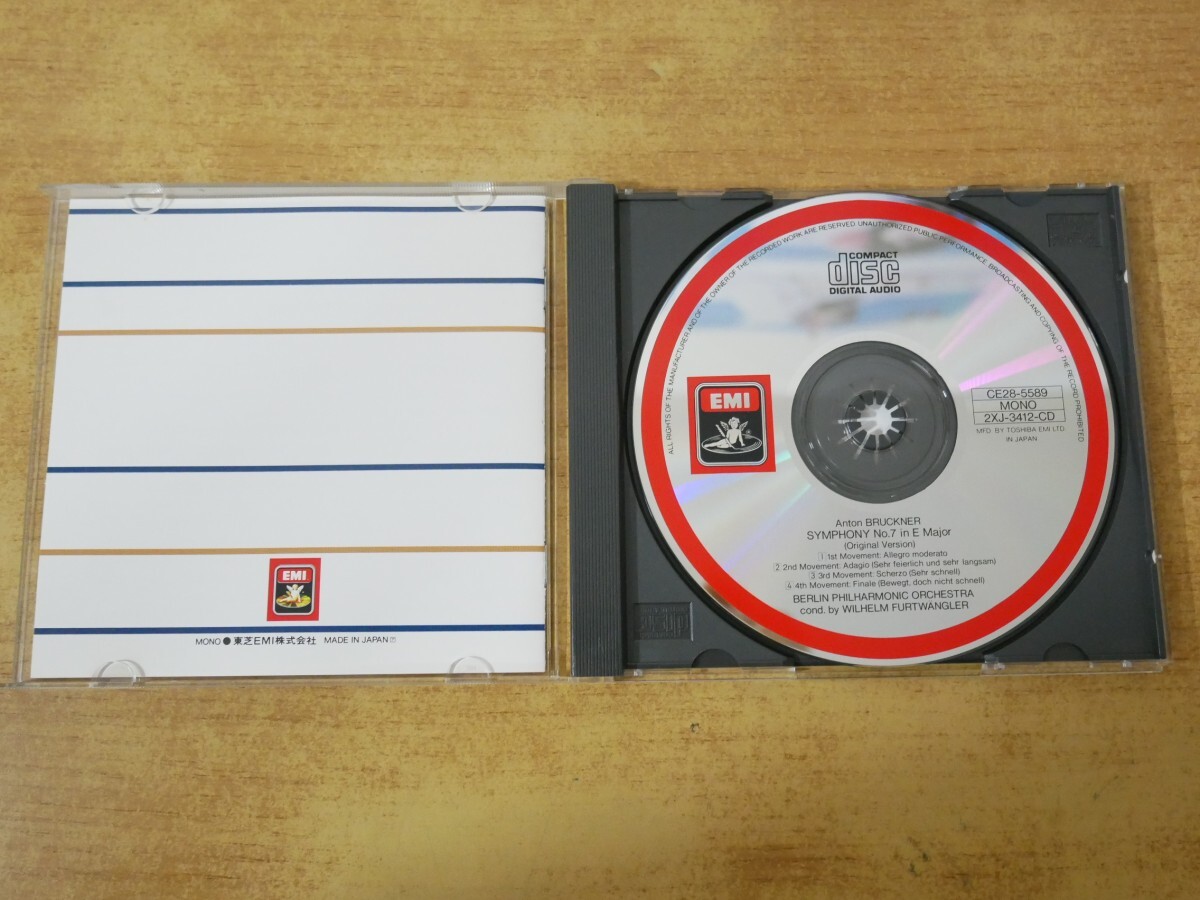 EMI
MONO ● 東芝EMI株式会社 MADE IN JAPAN
ALL RIGHTS OF THE MANUFACTURER AND OF THE OWNER OF THE RECORDED WORK ARE RESERVED. UNAUTHORIZED PUBLIC PERFORMANCE, BROADCASTING AND COPYING OF THE RECORD PROHIBITED
COMPACT
disc
DIGITAL AUDIO
EMI
CE28-5589
MONO
2XJ-3412-CD
MFD. BY TOSHIBA EMI LTD.
IN JAPAN
Anton BRUCKNER
SYMPHONY No.7 in E Major
(Original Version)
1 1st Movement: Allegro moderato
2 2nd Movement: Adagio (Sehr feierlich und sehr langsam)
3 3rd Movement: Scherzo (Sehr schnell)
4 4th Movement: Finale (Bewegt, doch nicht schnell)
BERLIN PHILHARMONIC ORCHESTRA
cond. by WILHELM FURTWÄNGLER
disc